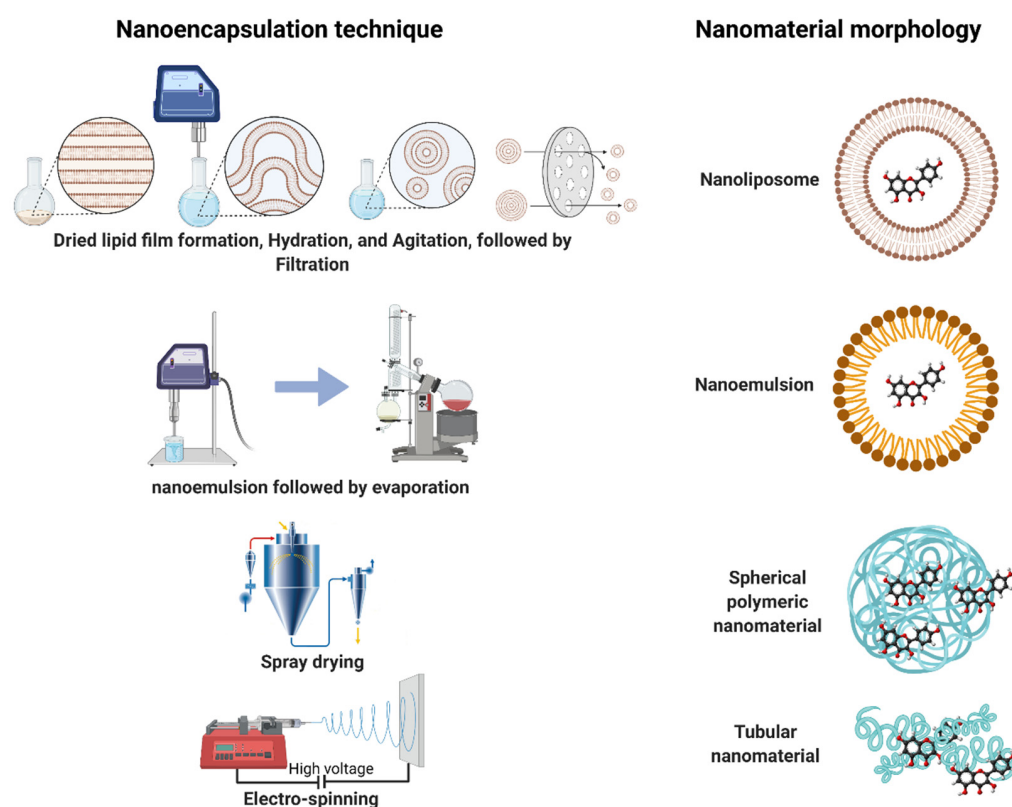 Nanoencapsulation technique
Nanomaterial morphology
Nanoliposome
Dried lipid film formation, Hydration, and Agitation, followed by
Filtration
Nanoemulsion
nanoemulsion followed by evaporation
Spherical
polymeric
nanomaterial
Spray drying
Tubular
nanomaterial
High voltage
Electro-spinning